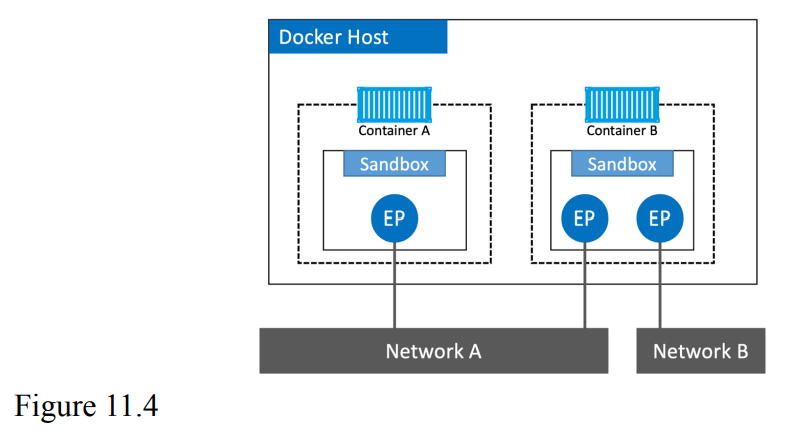 Docker Host
Container A
Container B
Sandbox
Sandbox
EP
EP
EP
Network A
Network B
Figure 11.4